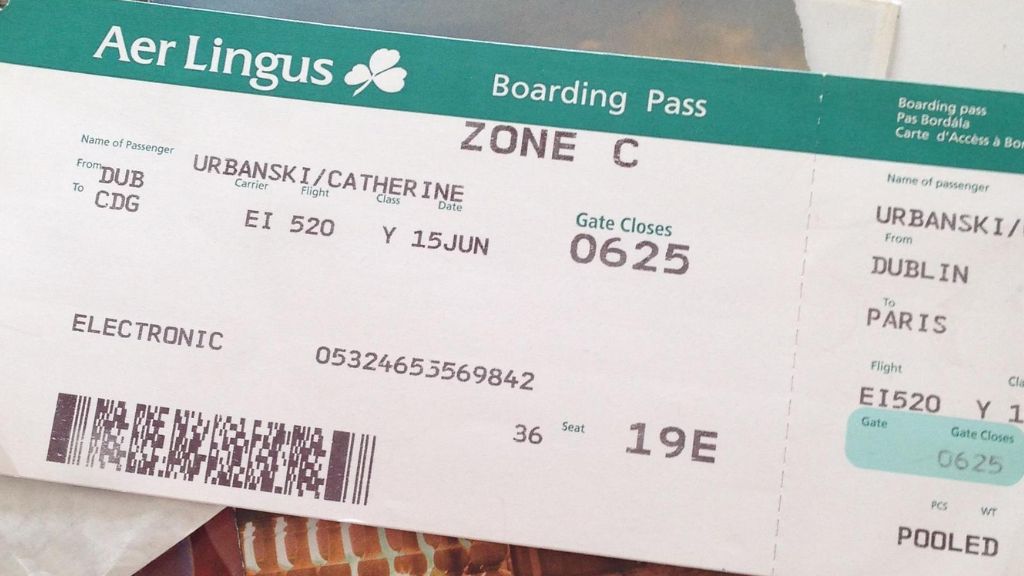 Aer Lingus
Boarding Pass
ZONE C
Name of Passenger
URBANSKI/CATHERINE
From DUB
To CDG
Carrier Flight Class Date
EI 520 Y 15JUN
Gate Closes
0625
ELECTRONIC
05324653569842
36 Seat 19E
Boarding pass
Pas Bordála
Carte d'Accèss à
Name of passenger
URBANSKI/
From
DUBLIN
To
PARIS
Flight
EI520 Y
Gate Gate Closes
0625
PCS WT
POOLED